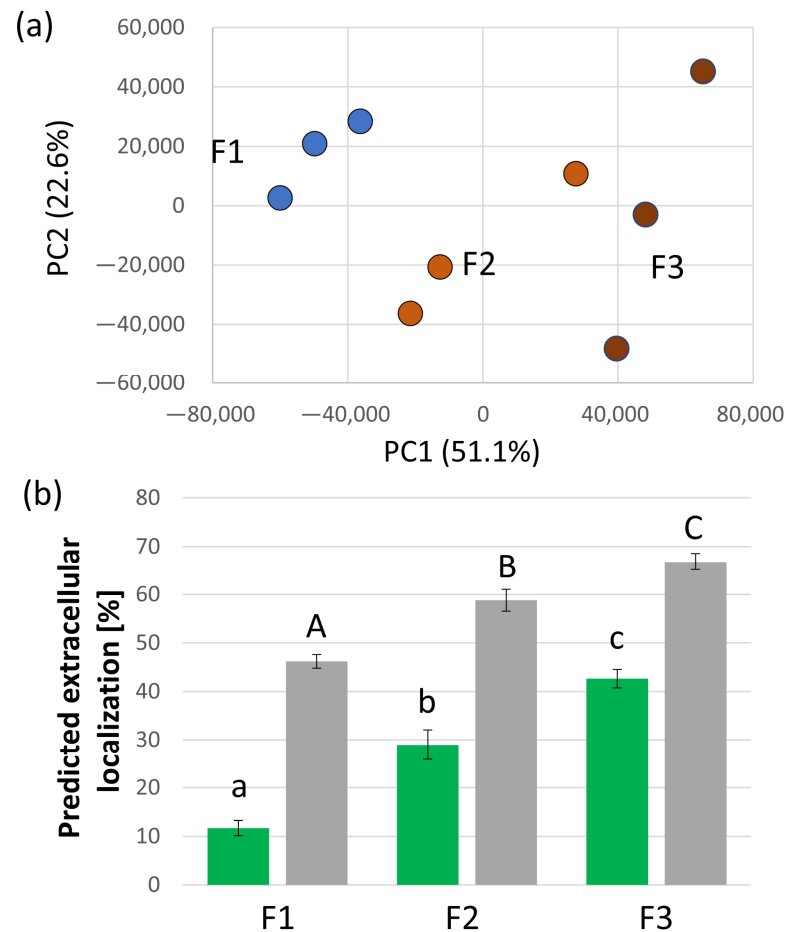 (a)
60,000
40,000
20,000
0
—20,000
—40,000
—60,000
PC2 (22.6%)
F1
F2
F3
—80,000 —40,000 0 40,000 80,000
PC1 (51.1%)
(b)
Predicted extracellular
localization [%]
80
70
60
50
40
30
20
10
0
a A b B c C
F1 F2 F3